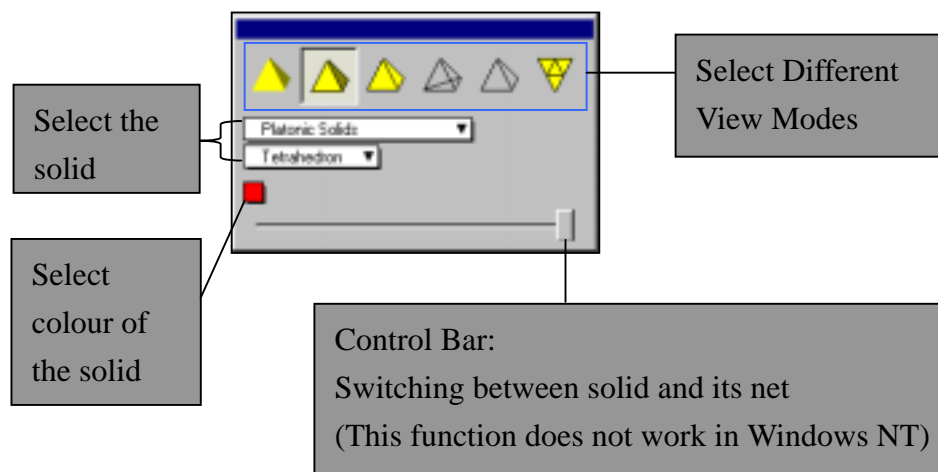 Select Different
View Modes
Select the
solid
Platonic Solids
Tetrahedron
Select
colour of
the solid
Control Bar:
Switching between solid and its net
(This function does not work in Windows NT)